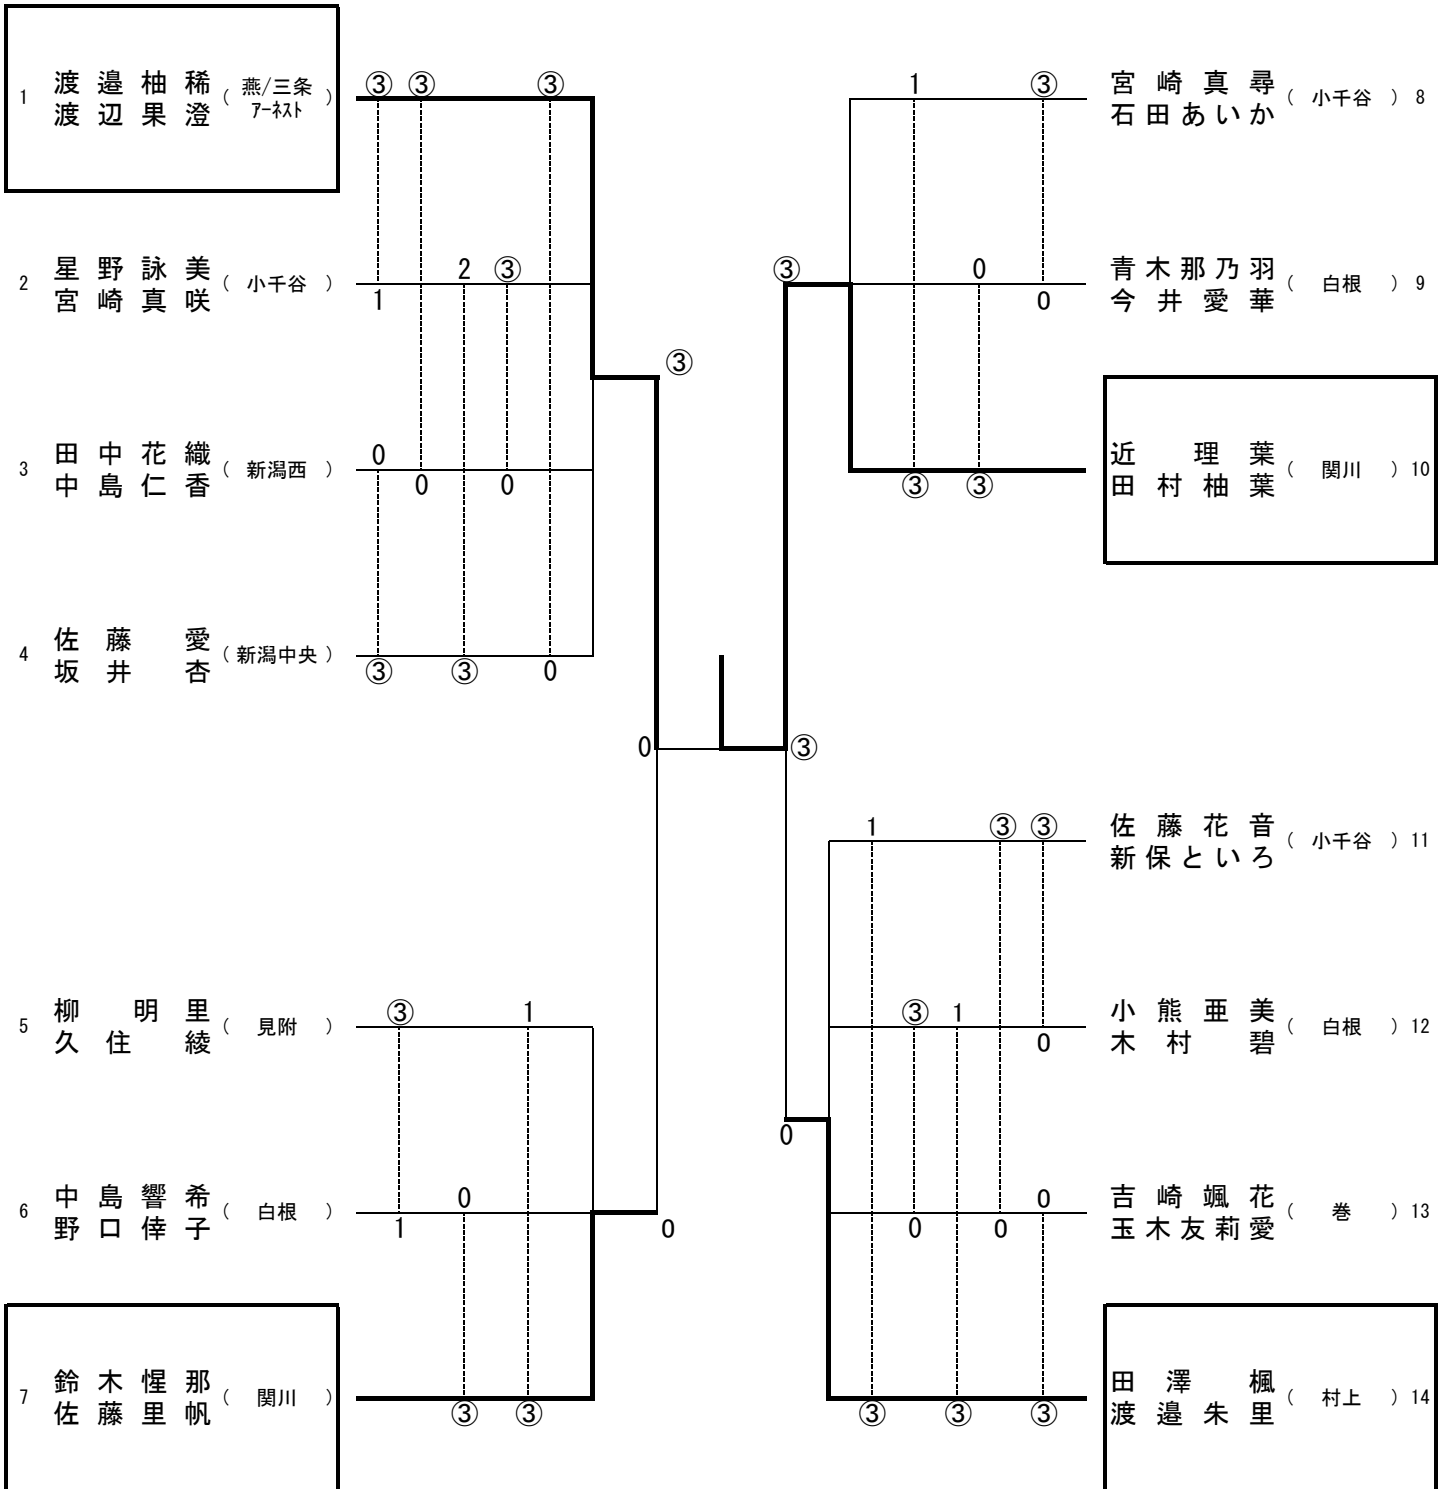 1 渡邉柚稀 ( 燕/三条 )
渡辺果澄 アーネスト
③ ③ ③
2 星野詠美 ( 小千谷 )
宮崎真咲
2 ③
1
3 田中花織 ( 新潟西 )
中島仁香
0
0 0
4 佐藤愛 ( 新潟中央 )
坂井杏
③ ③ 0
5 柳明里 ( 見附 )
久住綾
③ 1
6 中島響希 ( 白根 )
野口倖子
0
1
7 鈴木惺那 ( 関川 )
佐藤里帆
③ ③
③
0
0
③
③
0
1 ③
宮崎真尋 ( 小千谷 ) 8
石田あいか
0
0
青木那乃羽 ( 白根 ) 9
今井愛華
③ ③
近理葉 ( 関川 ) 10
田村柚葉
1 ③ ③
佐藤花音 ( 小千谷 ) 11
新保といろ
③ 1
0
小熊亜美 ( 白根 ) 12
木村碧
0
0 0
吉崎颯花 ( 巻 ) 13
玉木友莉愛
③ ③ ③
田澤楓 ( 村上 ) 14
渡邉朱里